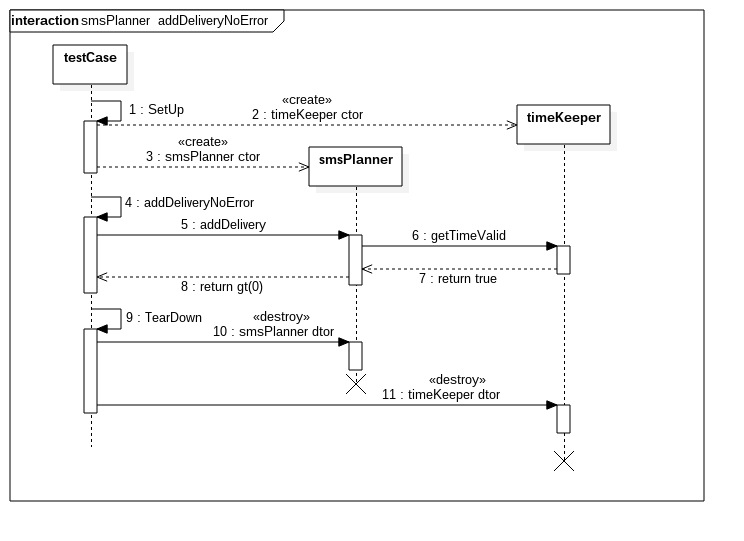 interaction smsPlanner addDeliveryNoError
testCase
1 : SetUp
«create»
2 : timeKeeper ctor
timeKeeper
«create»
3 : smsPlanner ctor
smsPlanner
4 : addDeliveryNoError
5 : addDelivery
6 : getTimeValid
7 : return true
8 : return gt(0)
9 : TearDown
«destroy»
10 : smsPlanner dtor
«destroy»
11 : timeKeeper dtor